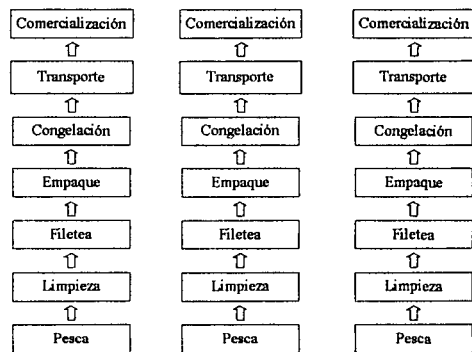 Comercialización Comercialización Comercialización
Transporte Transporte Transporte
Congelación Congelación Congelación
Empaque Empaque Empaque
Filetea Filetea Filetea
Limpieza Limpieza Limpieza
Pesca Pesca Pesca